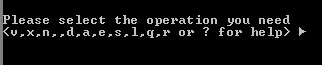 Please select the operation you need
<v,x,n,,d,a,e,s,l,q,r or ? for help>